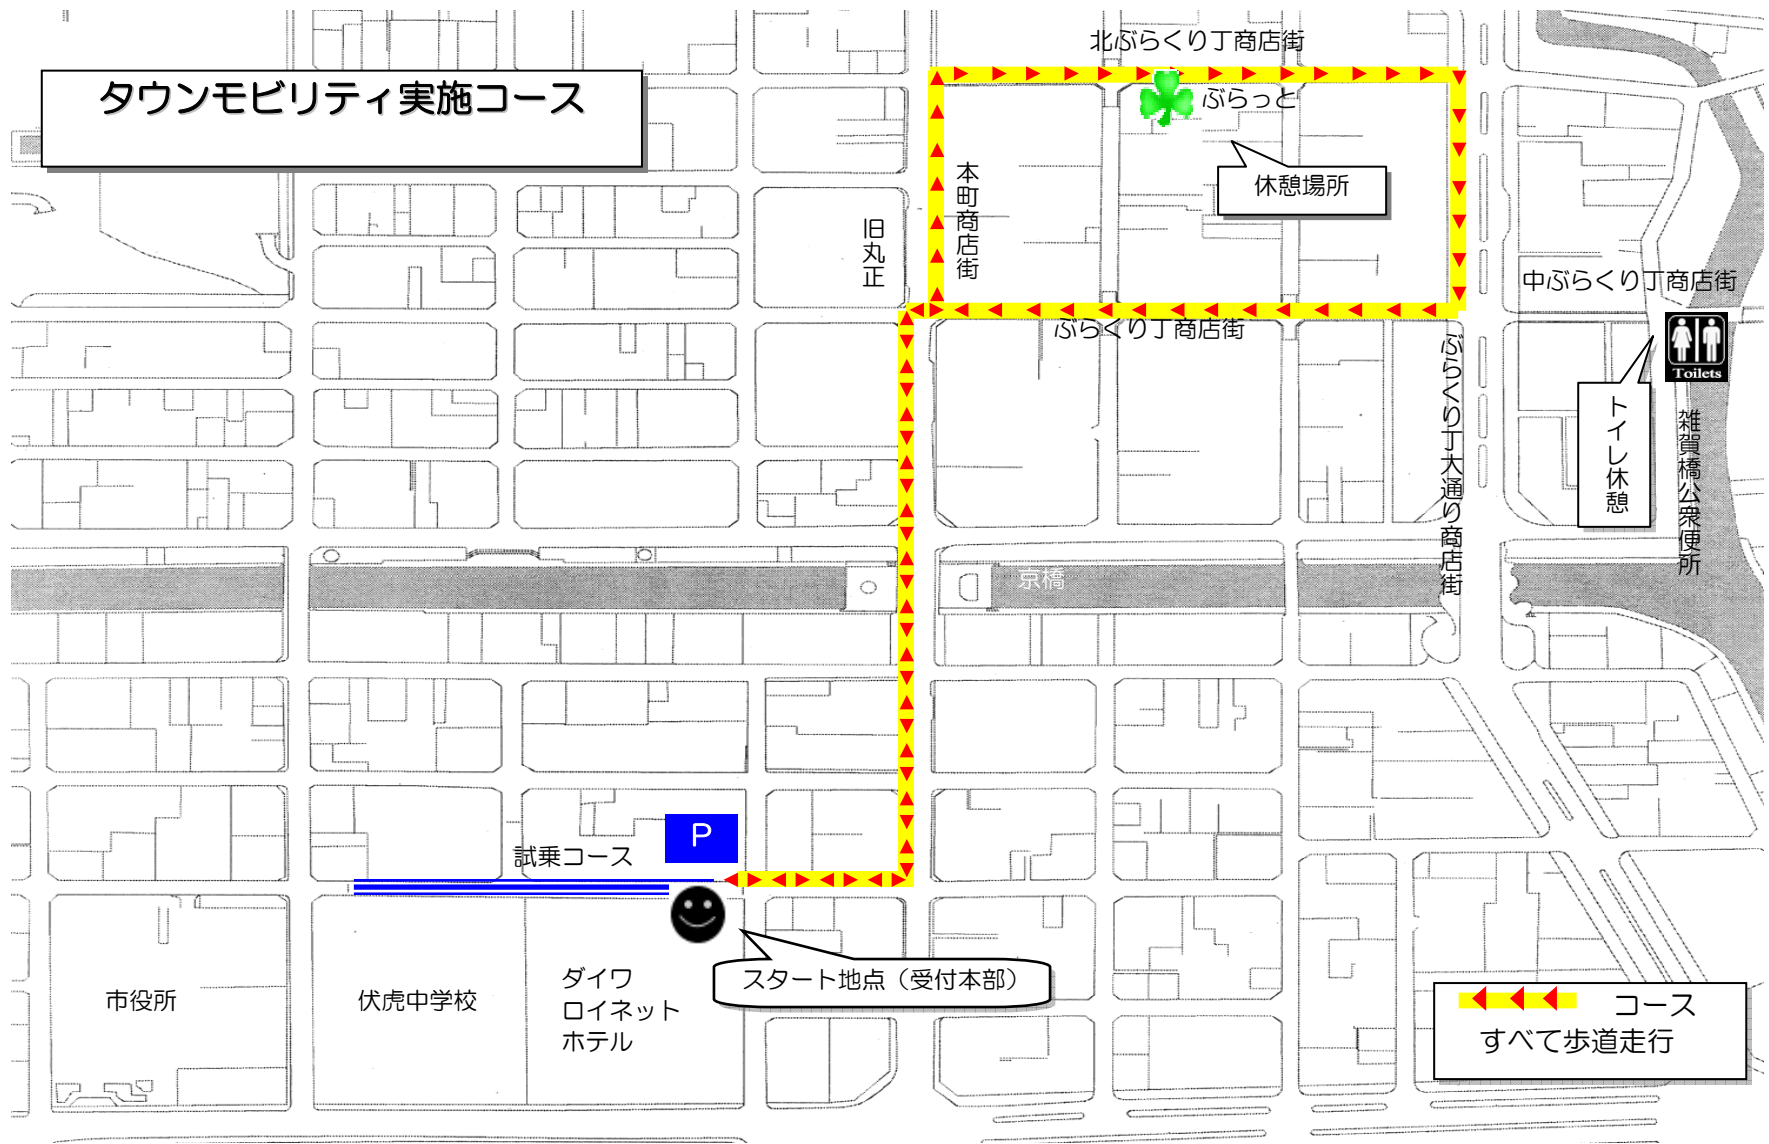 タウンモビリティ実施コース
北ぶらくり丁商店街
ぶらっと
休憩場所
本町商店街
旧丸正
中ぶらくり丁商店街
ぶらくり丁商店街
Toilets
トイレ休憩
雑賀橋公衆便所
ぶらくり丁大通り商店街
京橋
P
試乗コース
スタート地点（受付本部）
市役所
伏虎中学校
ダイワ
ロイネット
ホテル
コース
すべて歩道走行